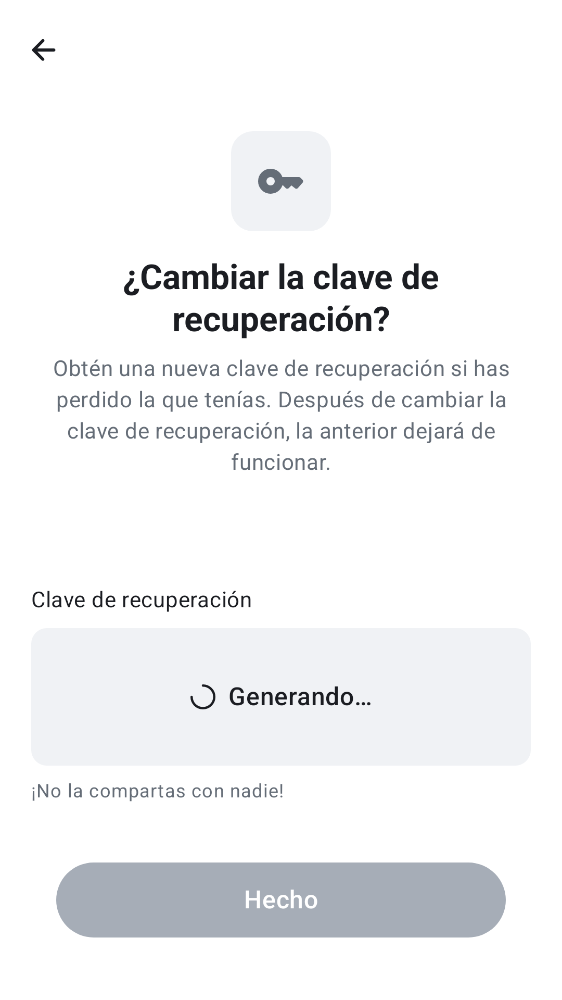 ¿Cambiar la clave de
recuperación?
Obtén una nueva clave de recuperación si has
perdido la que tenías. Después de cambiar la
clave de recuperación, la anterior dejará de
funcionar.
Clave de recuperación
Generando…
¡No la compartas con nadie!
Hecho